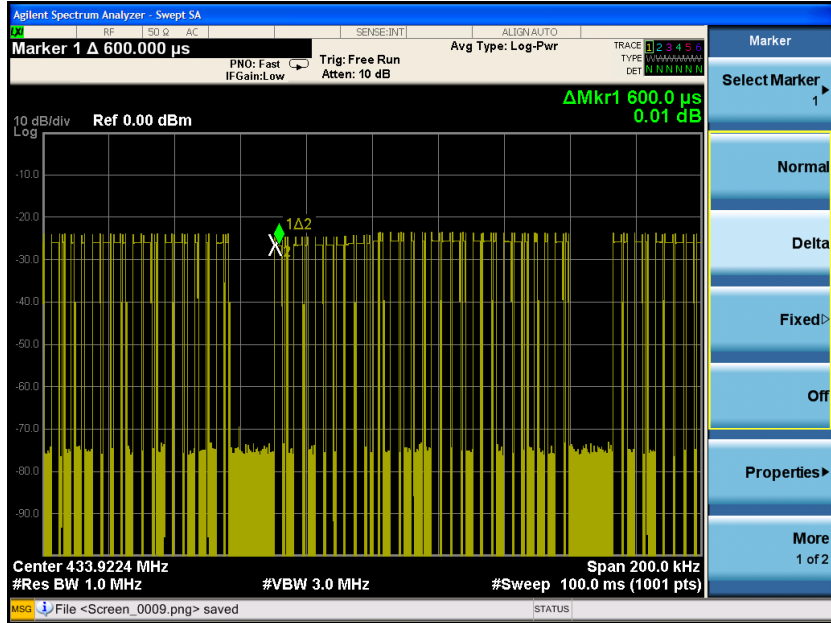 Agilent Spectrum Analyzer - Swept SA
LXI RF 50 Ω AC SENSE:INT ALIGN AUTO
Marker 1 Δ 600.000 µs
PNO: Fast
IFGain:Low
Trig: Free Run
Atten: 10 dB
Avg Type: Log-Pwr
TRACE 1 2 3 4 5 6
TYPE
DET N N N N N N
ΔMkr1 600.0 µs
0.01 dB
10 dB/div Ref 0.00 dBm
Log
-10.0
-20.0
-30.0
-40.0
-50.0
-60.0
-70.0
-80.0
-90.0
1Δ2
2
Center 433.9224 MHz Span 200.0 kHz
#Res BW 1.0 MHz #VBW 3.0 MHz #Sweep 100.0 ms (1001 pts)
MSG File <Screen_0009.png> saved STATUS
Marker
Select Marker
1
Normal
Delta
Fixed
Off
Properties
More
1 of 2